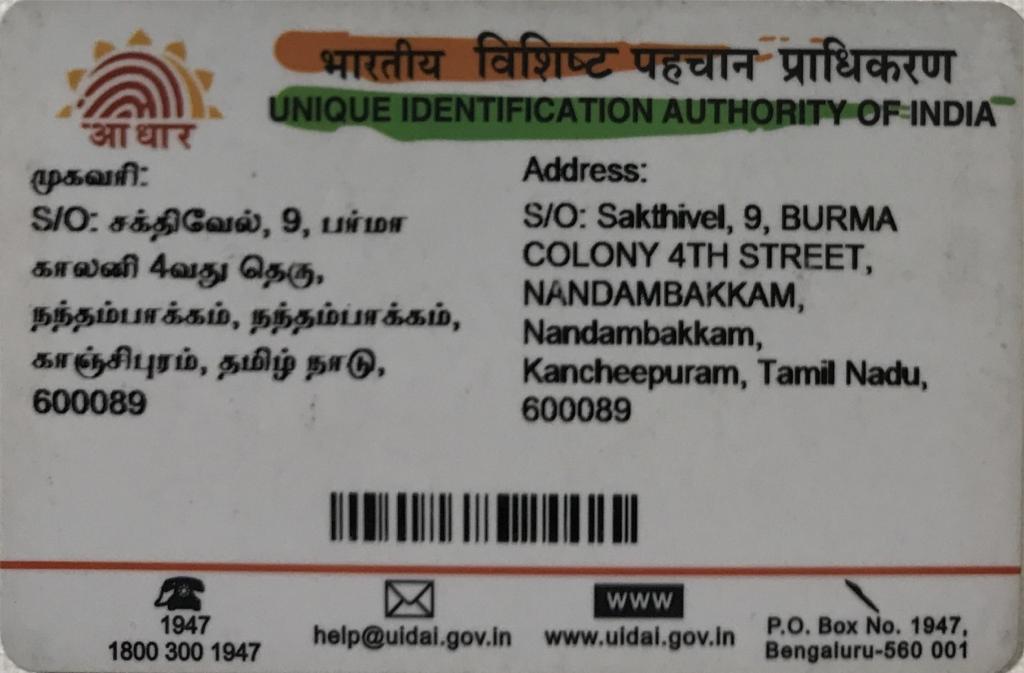 भारतीय विशिष्ट पहचान प्राधिकरण
UNIQUE IDENTIFICATION AUTHORITY OF INDIA
आधार
முகவரி:
S/O: சக்திவேல், 9, பர்மா
காலனி 4வது தெரு,
நந்தம்பாக்கம், நந்தம்பாக்கம்,
காஞ்சிபுரம், தமிழ் நாடு,
600089
Address:
S/O: Sakthivel, 9, BURMA
COLONY 4TH STREET,
NANDAMBAKKAM,
Nandambakkam,
Kancheepuram, Tamil Nadu,
600089
1947
1800 300 1947
help@uidai.gov.in
WWW
www.uidai.gov.in
P.O. Box No. 1947,
Bengaluru-560 001